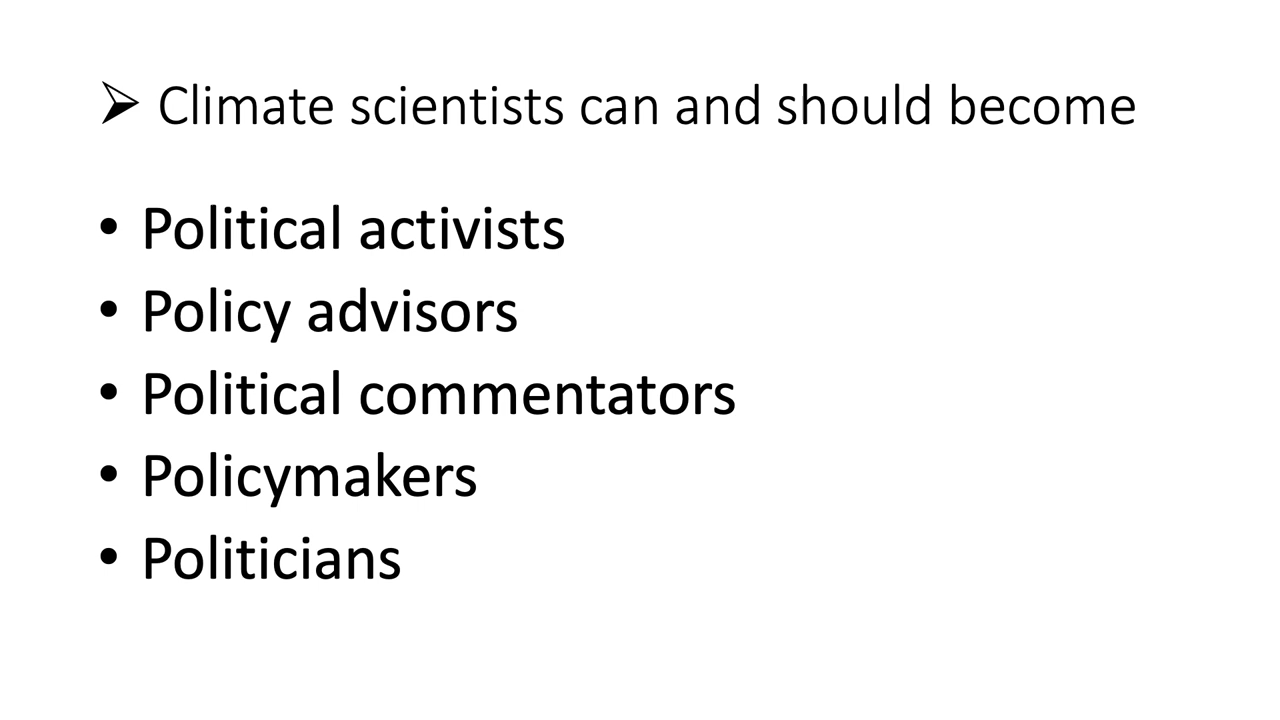 ➢ Climate scientists can and should become
• Political activists
• Policy advisors
• Political commentators
• Policymakers
• Politicians